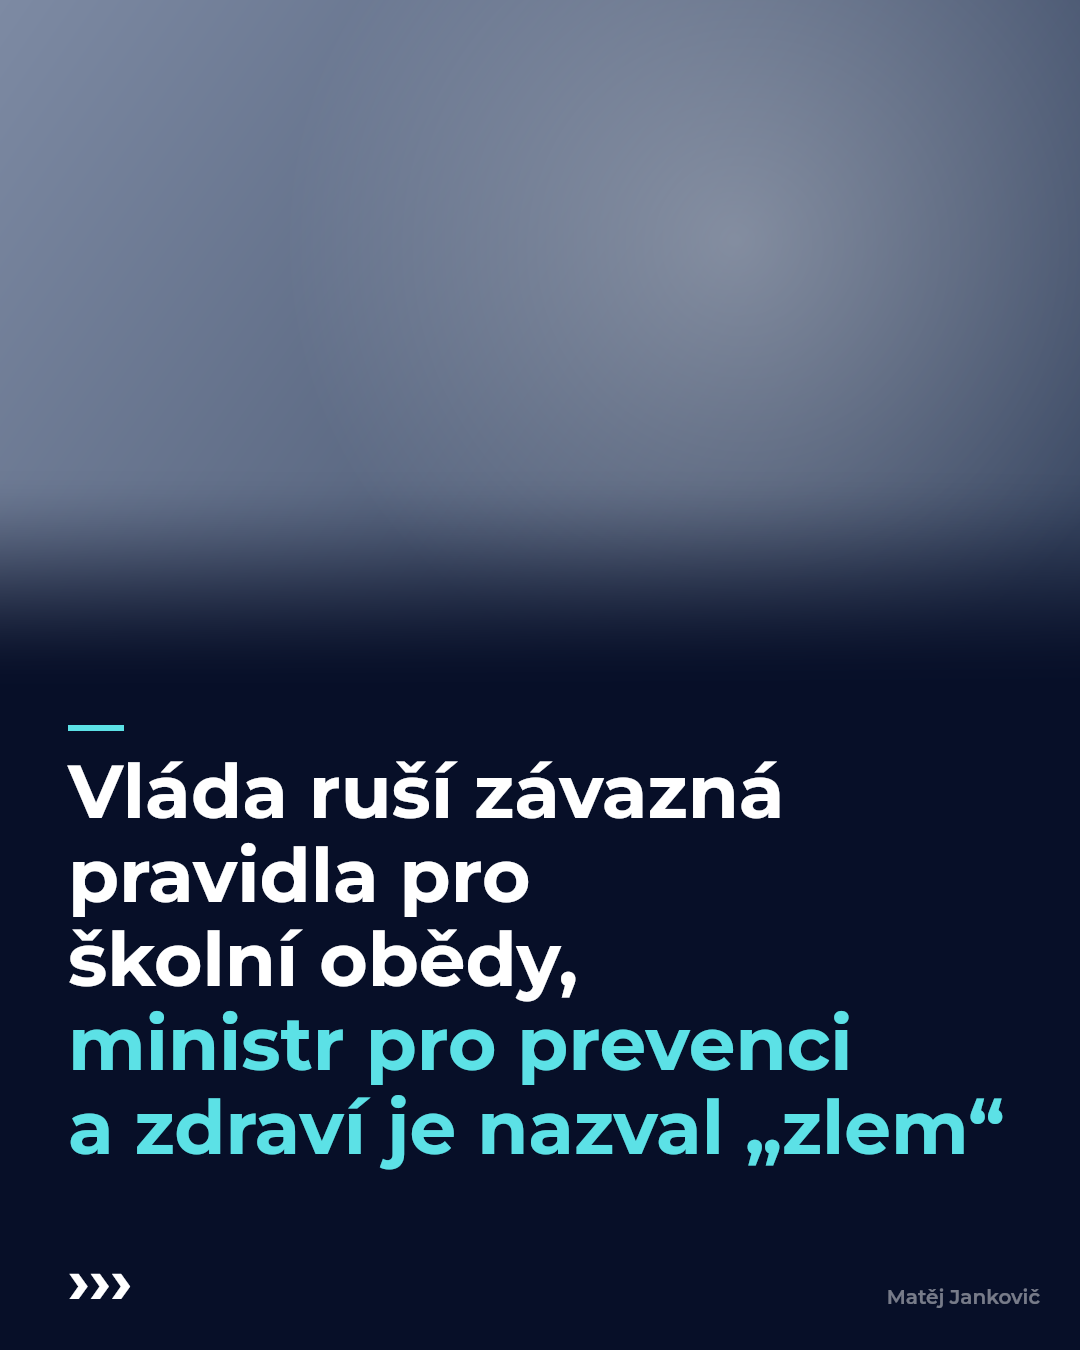 Vláda ruší závazná
pravidla pro
školní obědy,
ministr pro prevenci
a zdraví je nazval „zlem“
›››
Matěj Jankovič